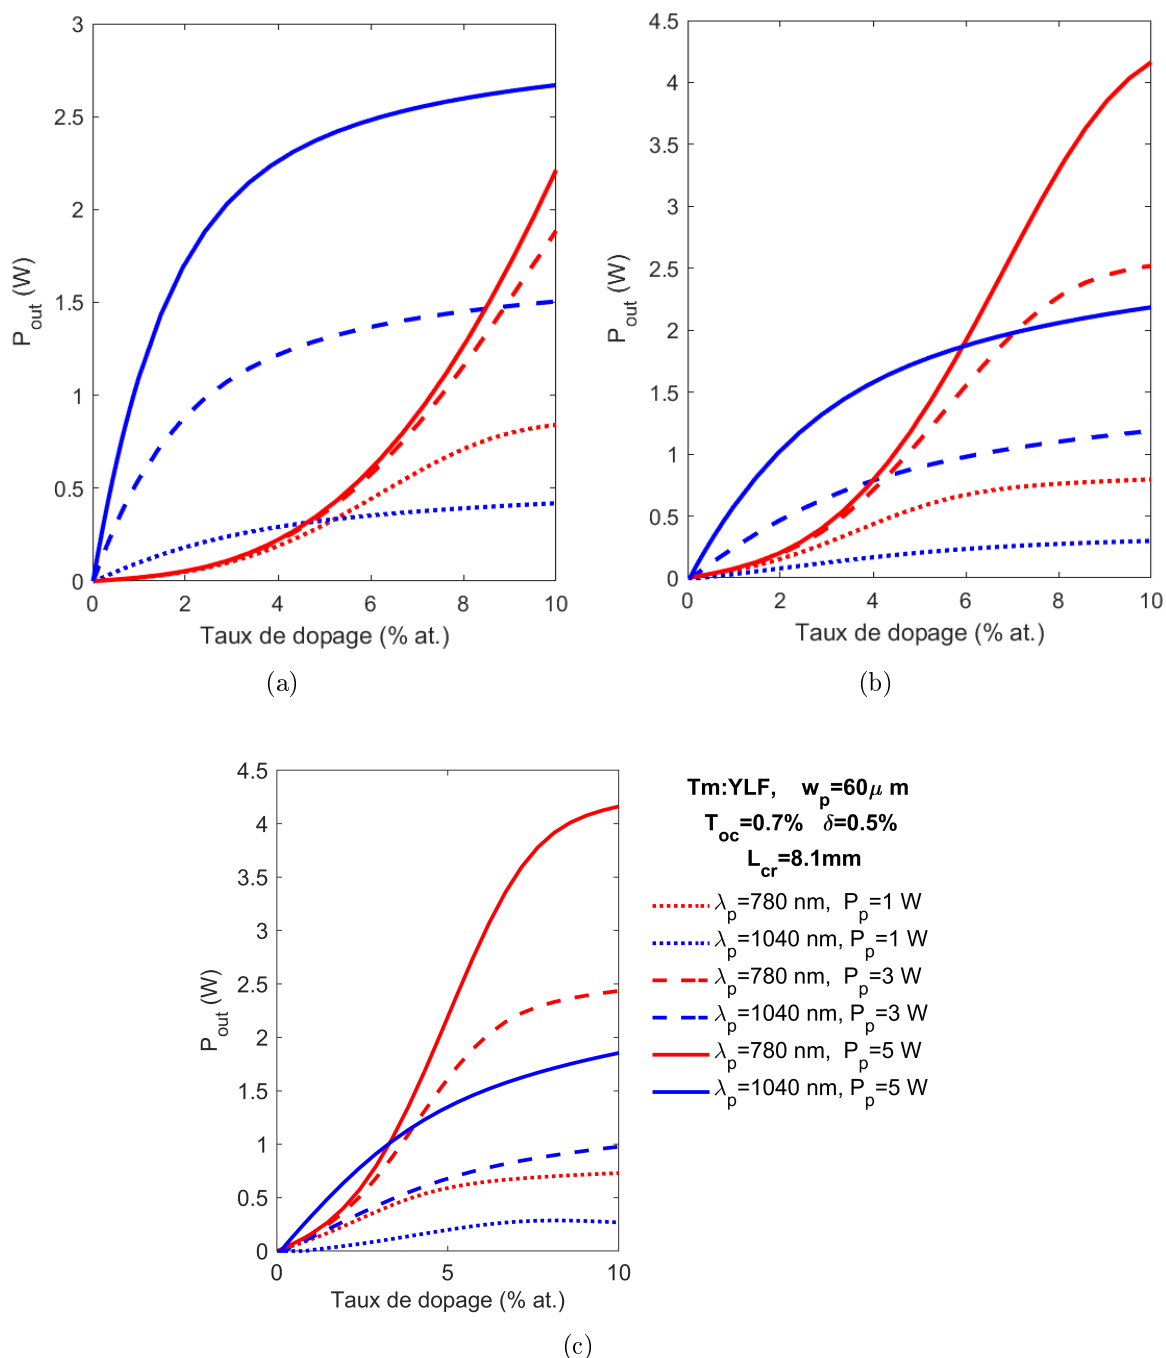 3
2.5
2
1.5
1
0.5
0
P_out (W)
0 2 4 6 8 10
Taux de dopage (% at.)
(a)
4.5
4
3.5
3
2.5
2
1.5
1
0.5
0
P_out (W)
0 2 4 6 8 10
Taux de dopage (% at.)
(b)
4.5
4
3.5
3
2.5
2
1.5
1
0.5
0
P_out (W)
0 5 10
Taux de dopage (% at.)
(c)
Tm:YLF, w_p=60μ m
T_oc=0.7% δ=0.5%
L_cr=8.1mm
λ_p=780 nm, P_p=1 W
λ_p=1040 nm, P_p=1 W
λ_p=780 nm, P_p=3 W
λ_p=1040 nm, P_p=3 W
λ_p=780 nm, P_p=5 W
λ_p=1040 nm, P_p=5 W